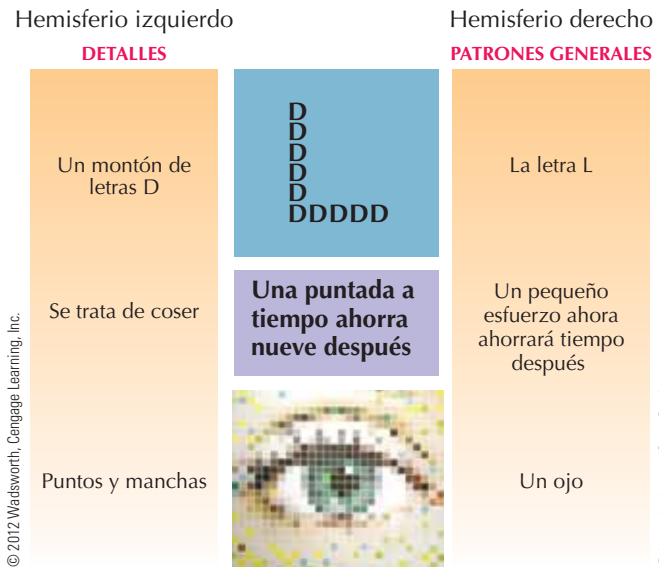 Hemisferio izquierdo
Hemisferio derecho
DETALLES
PATRONES GENERALES
Un montón de
letras D
D
D
D
D
D
DDDDD
La letra L
Se trata de coser
Una puntada a
tiempo ahorra
nueve después
Un pequeño
esfuerzo ahora
ahorrará tiempo
después
Puntos y manchas
Un ojo
© 2012 Wadsworth, Cengage Learning, Inc.